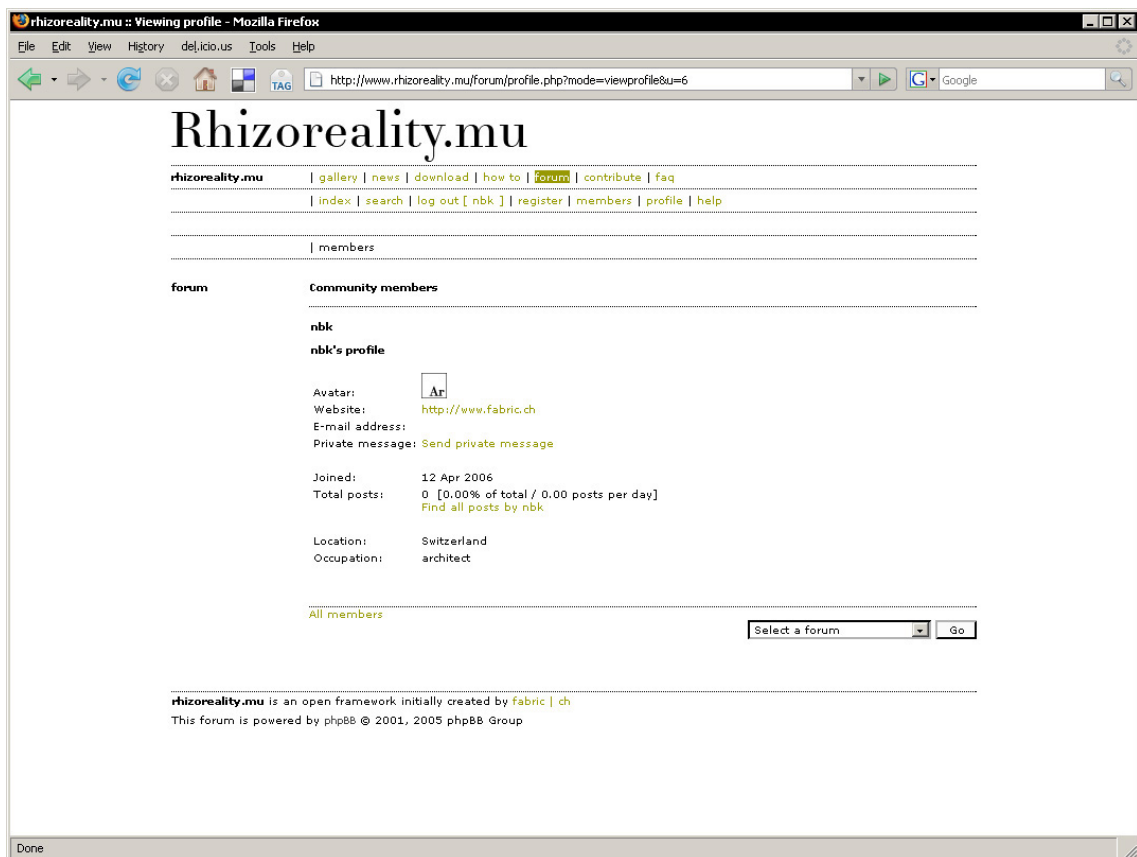 rhizoreality.mu :: Viewing profile - Mozilla Firefox
File Edit View History del.icio.us Tools Help
TAG http://www.rhizoreality.mu/forum/profile.php?mode=viewprofile&u=6 G Google
Rhizoreality.mu
rhizoreality.mu | gallery | news | download | how to | forum | contribute | faq
| index | search | log out [ nbk ] | register | members | profile | help
| members
forum Community members
nbk
nbk's profile
Avatar: Ar
Website: http://www.fabric.ch
E-mail address:
Private message: Send private message
Joined: 12 Apr 2006
Total posts: 0 [0.00% of total / 0.00 posts per day]
Find all posts by nbk
Location: Switzerland
Occupation: architect
All members
Select a forum Go
rhizoreality.mu is an open framework initially created by fabric | ch
This forum is powered by phpBB © 2001, 2005 phpBB Group
Done